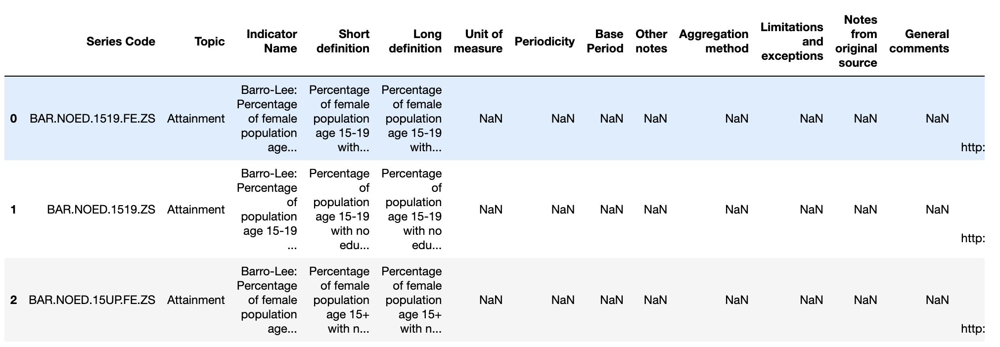 Series Code Topic Indicator Name Short definition Long definition Unit of measure Periodicity Base Period Other notes Aggregation method Limitations and exceptions Notes from original source General comments
0 BAR.NOED.1519.FE.ZS Attainment Barro-Lee: Percentage of female population age... Percentage of female population age 15-19 with... Percentage of female population age 15-19 with... NaN NaN NaN NaN NaN NaN NaN NaN http:
1 BAR.NOED.1519.ZS Attainment Barro-Lee: Percentage of population age 15-19 ... Percentage of population age 15-19 with no edu... Percentage of population age 15-19 with no edu... NaN NaN NaN NaN NaN NaN NaN NaN http:
2 BAR.NOED.15UP.FE.ZS Attainment Barro-Lee: Percentage of female population age... Percentage of female population age 15+ with n... Percentage of female population age 15+ with n... NaN NaN NaN NaN NaN NaN NaN NaN http: